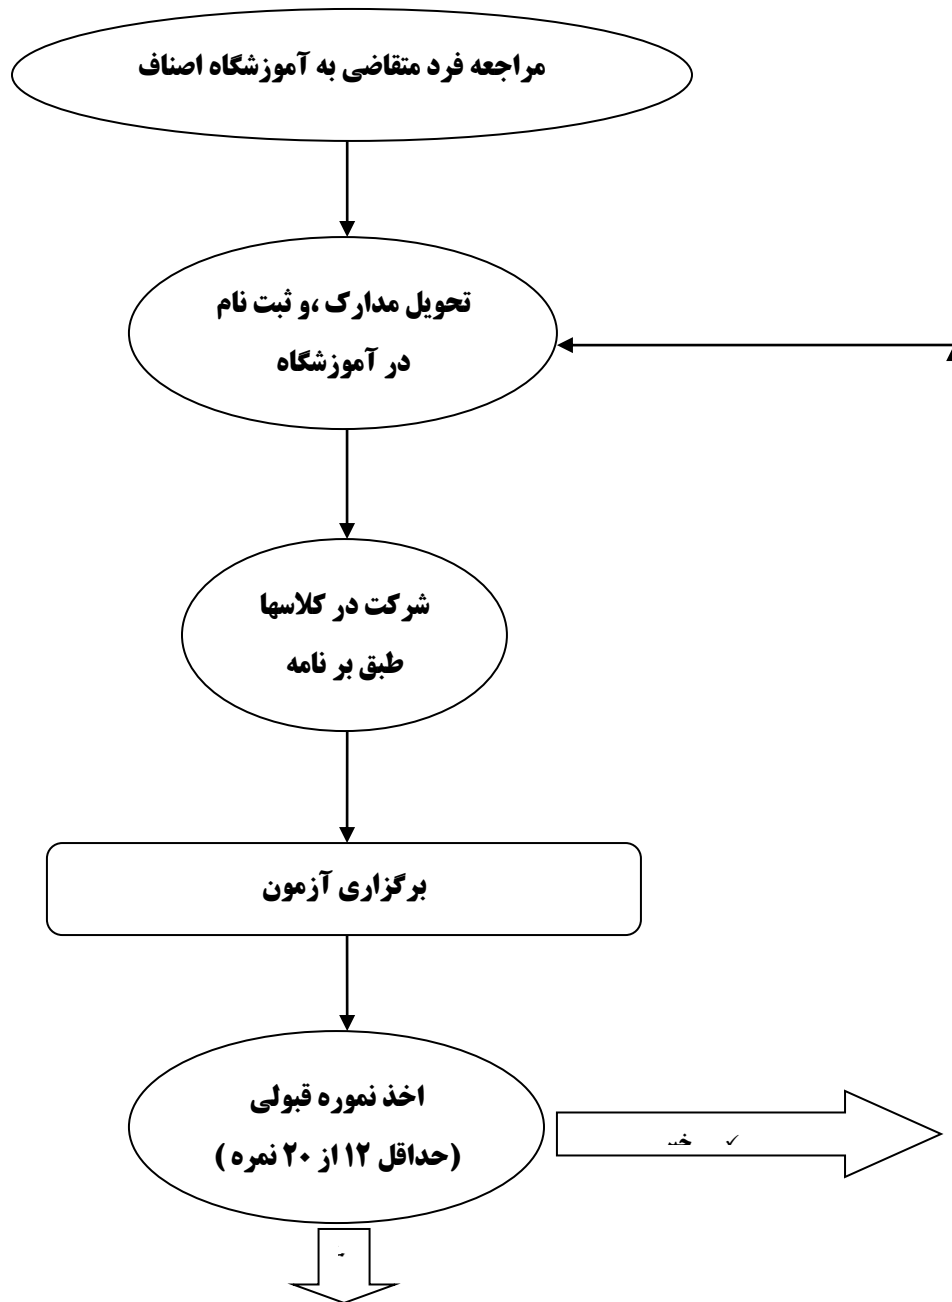 مراجعه فرد متقاضی به آموزشگاه اصناف
تحویل مدارک ،و ثبت نام
در آموزشگاه
شرکت در کلاسها
طبق بر نامه
برگزاری آزمون
اخذ نموره قبولی
(حداقل ۱۲ از ۲۰ نمره )
✓